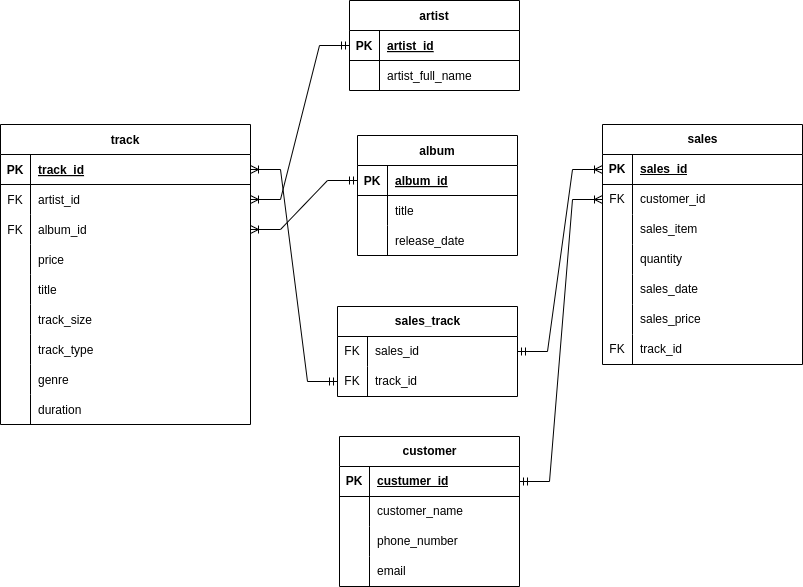 artist
PK artist_id
artist_full_name
track
PK track_id
FK artist_id
FK album_id
price
title
track_size
track_type
genre
duration
album
PK album_id
title
release_date
sales_track
FK sales_id
FK track_id
customer
PK custumer_id
customer_name
phone_number
email
sales
PK sales_id
FK customer_id
sales_item
quantity
sales_date
sales_price
FK track_id